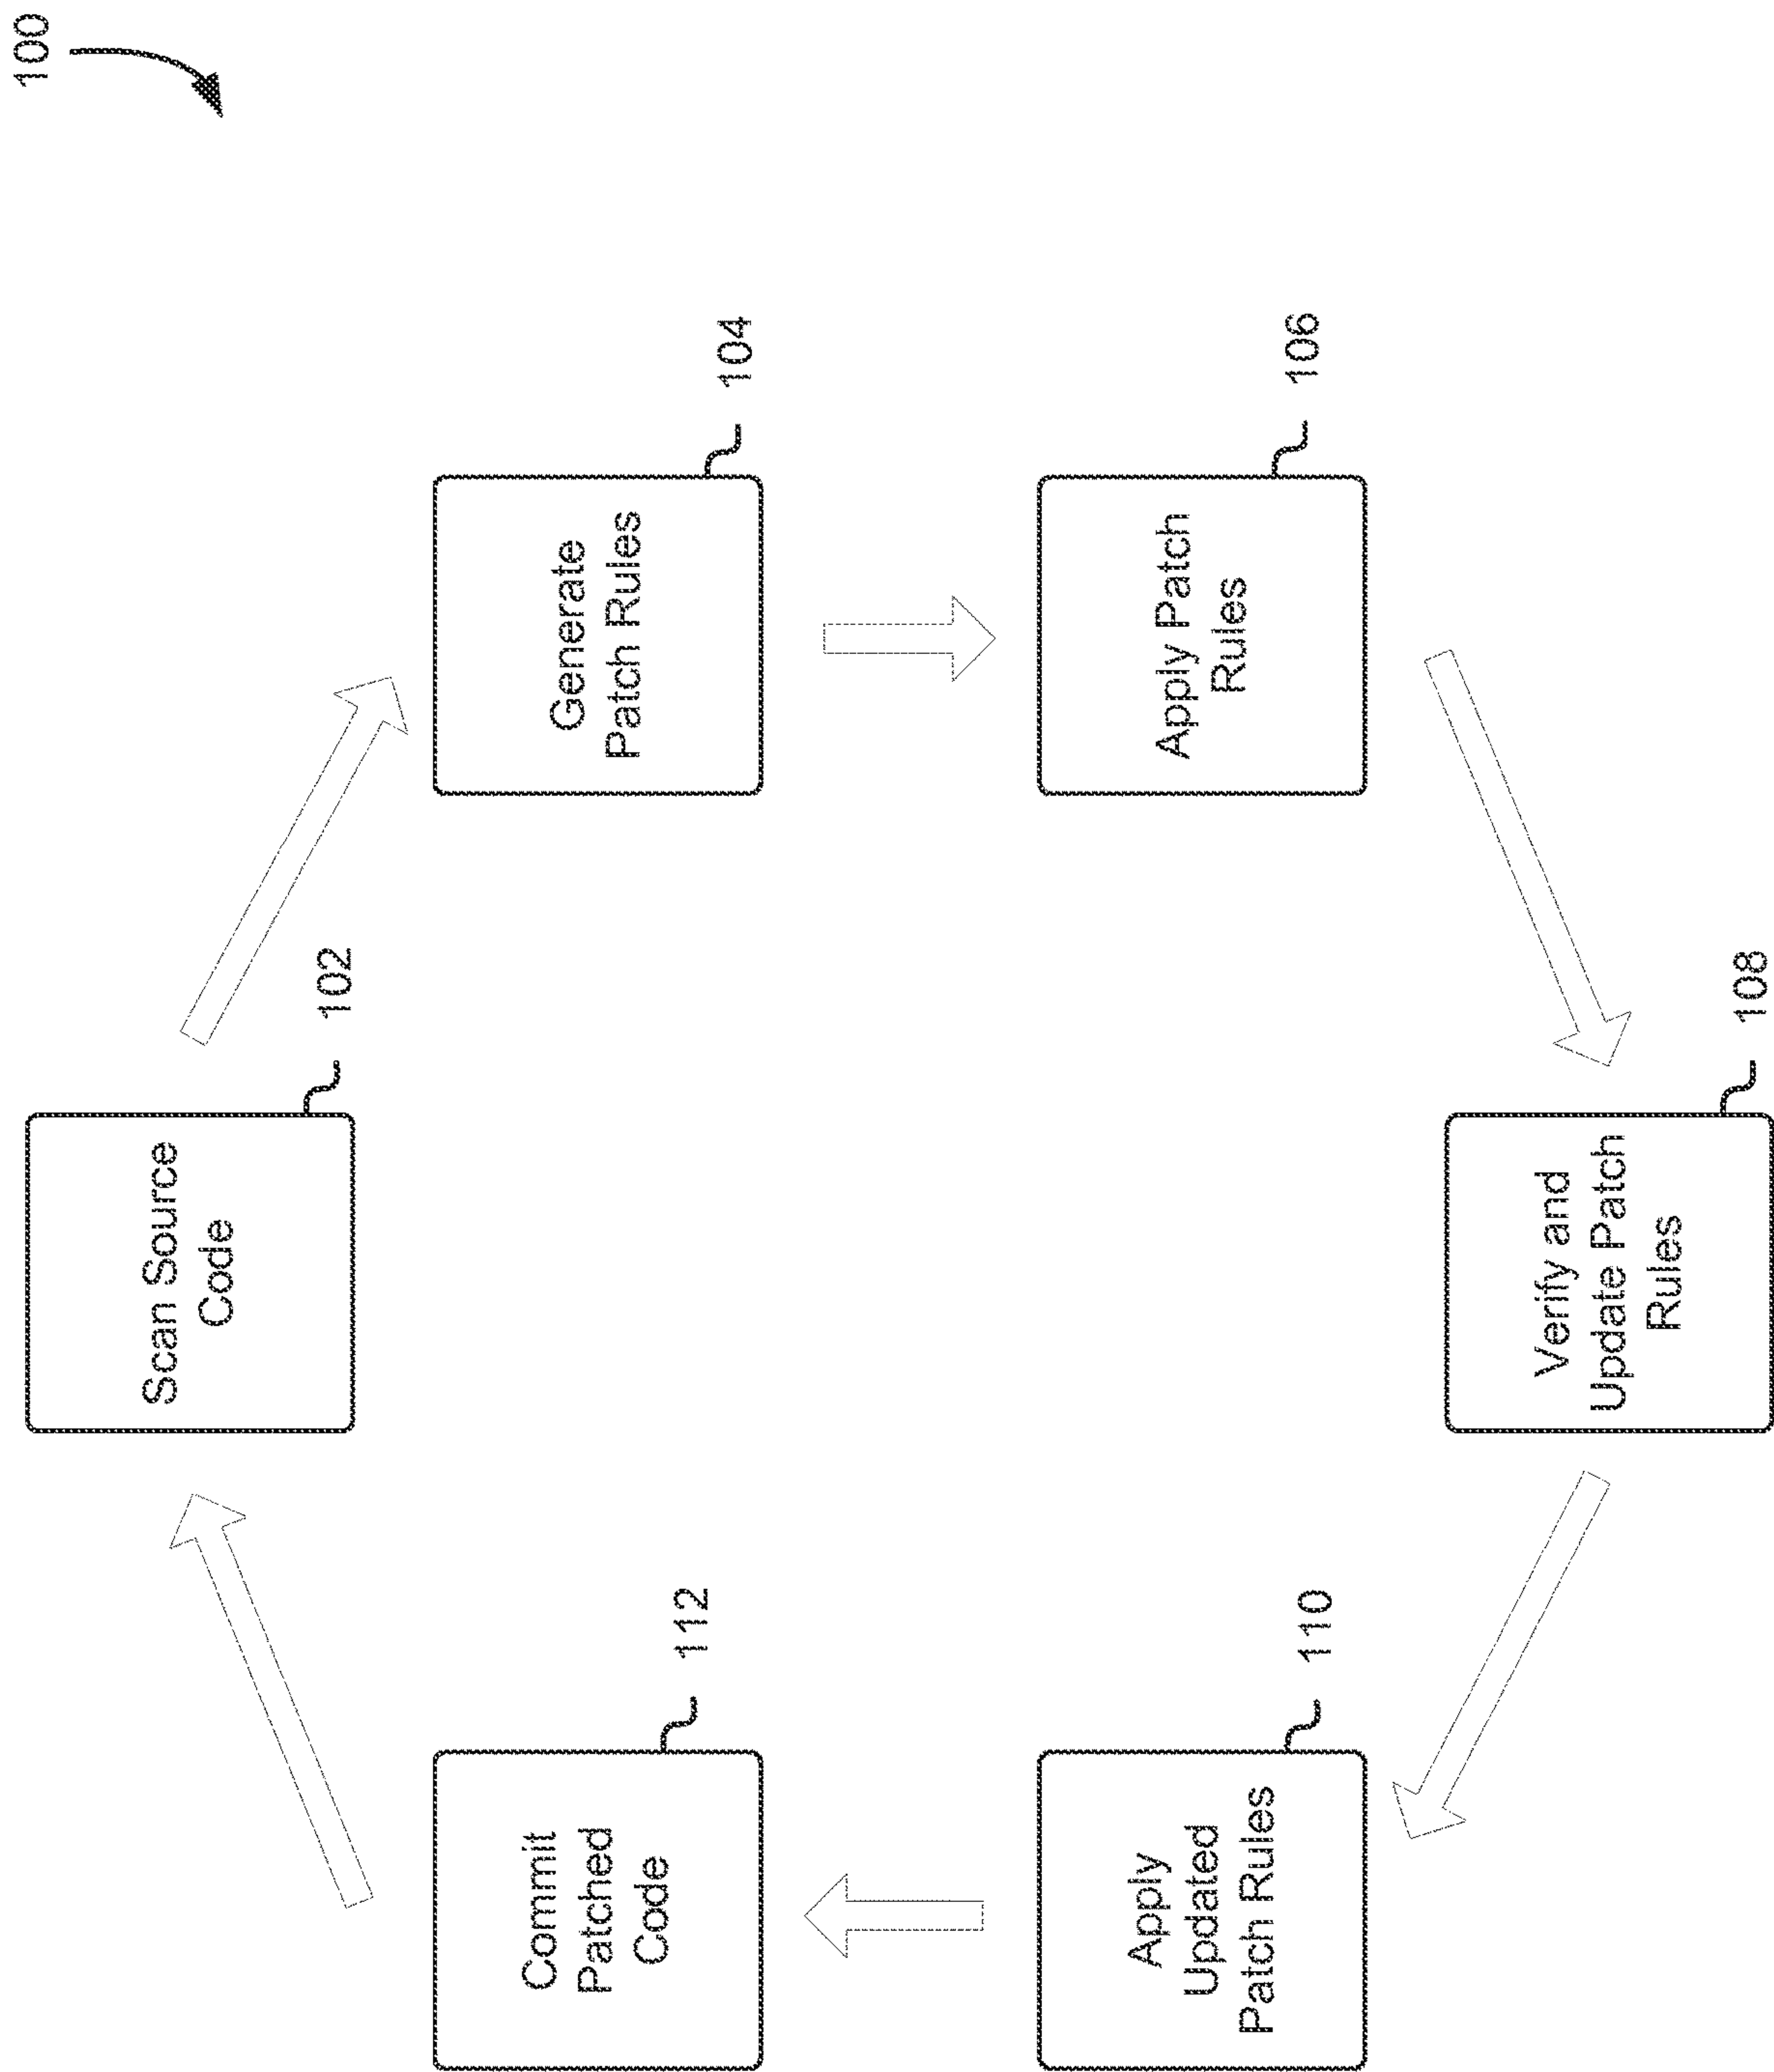 100
Scan Source
Code
102
Generate
Patch Rules
104
Apply Patch
Rules
106
Verify and
Update Patch
Rules
108
Apply
Updated
Patch Rules
110
Commit
Patched
Code
112